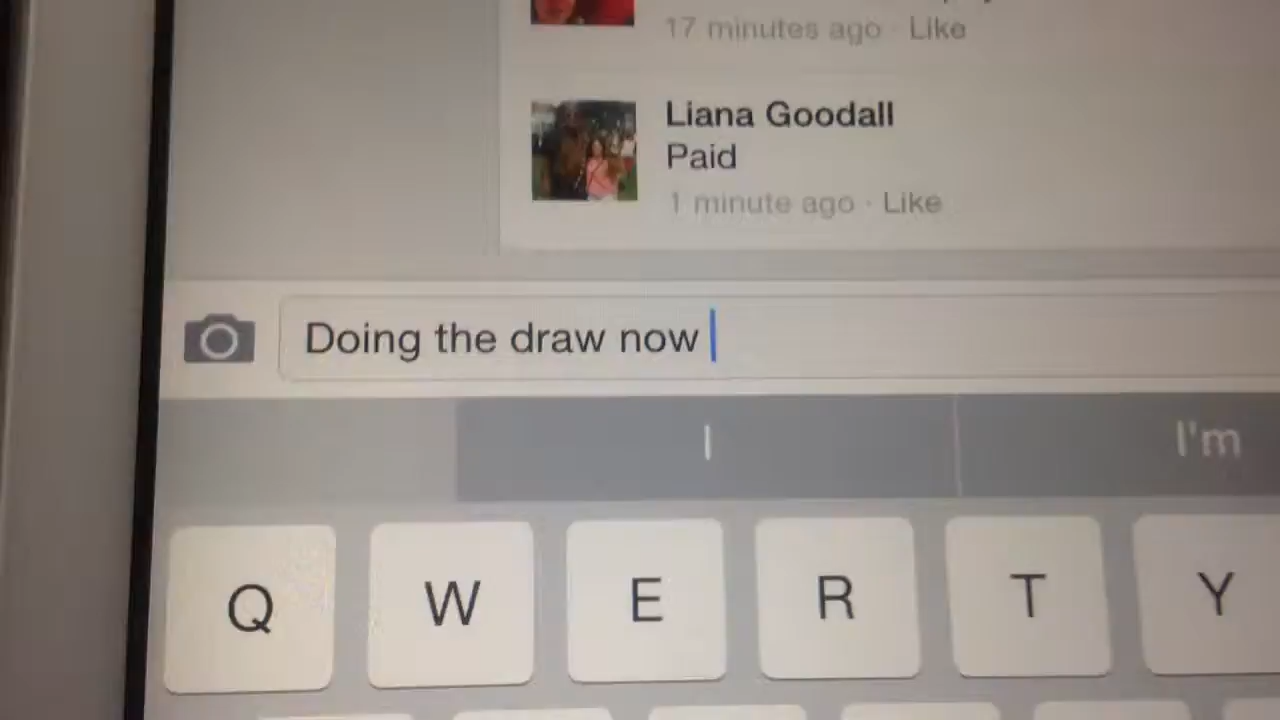 17 minutes ago · Like
Liana Goodall
Paid
1 minute ago · Like
Doing the draw now
I
I'm
Q W E R T Y